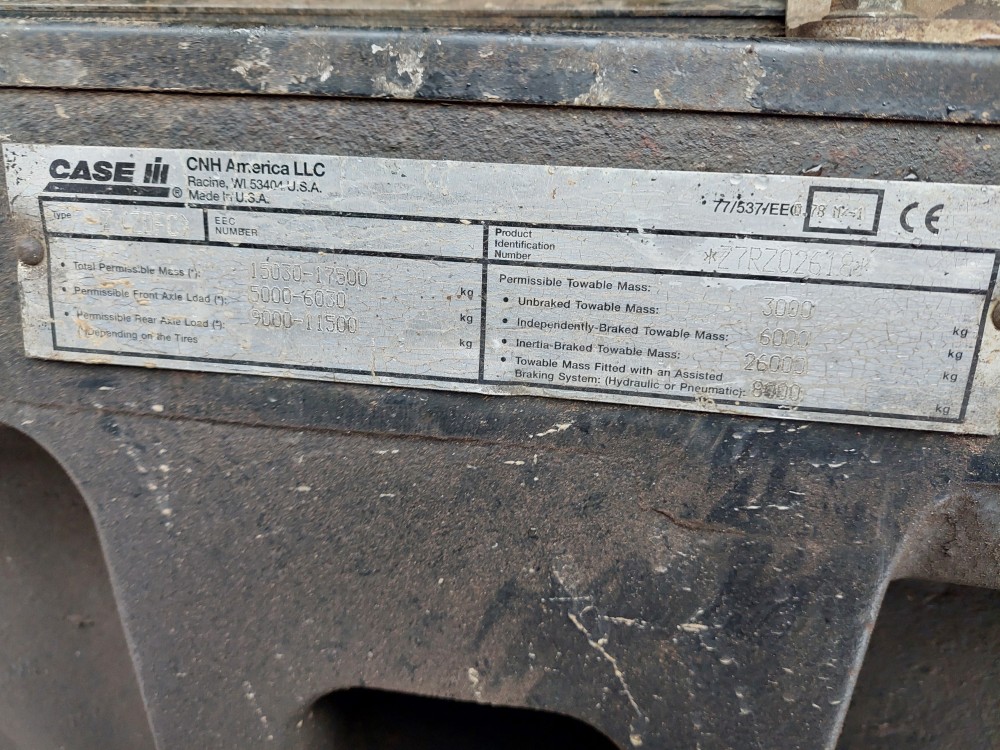 CASE IH ®
CNH America LLC
Racine, WI 53404 U.S.A.
Made in U.S.A.
77/537/EEC
CE
Type
EEC
NUMBER
Product
Identification
Number
*Z7RZ02618*
Total Permissible Mass (*): 15080-17500 kg
• Permissible Front Axle Load (*): 5000-6080 kg
• Permissible Rear Axle Load (*): 9000-11500 kg
Depending on the Tires
Permissible Towable Mass:
• Unbraked Towable Mass: 3000 kg
• Independently-Braked Towable Mass: 6000 kg
• Inertia-Braked Towable Mass: 26000 kg
• Towable Mass Fitted with an Assisted
Braking System: (Hydraulic or Pneumatic): 8000 kg